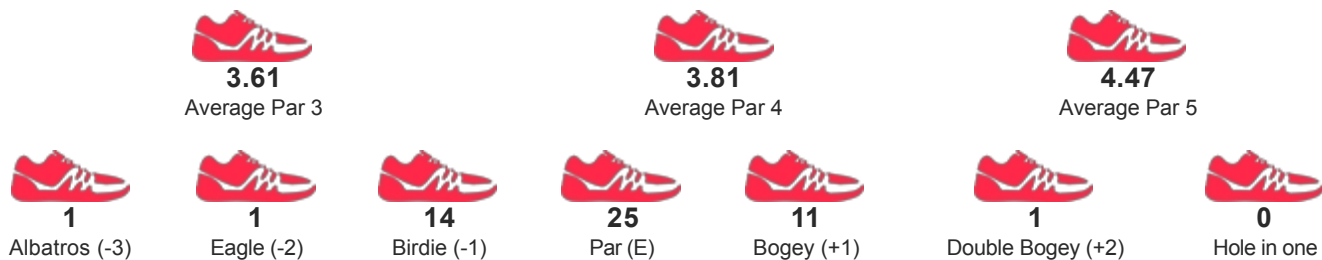 3.61
Average Par 3
3.81
Average Par 4
4.47
Average Par 5
1
Albatros (-3)
1
Eagle (-2)
14
Birdie (-1)
25
Par (E)
11
Bogey (+1)
1
Double Bogey (+2)
0
Hole in one